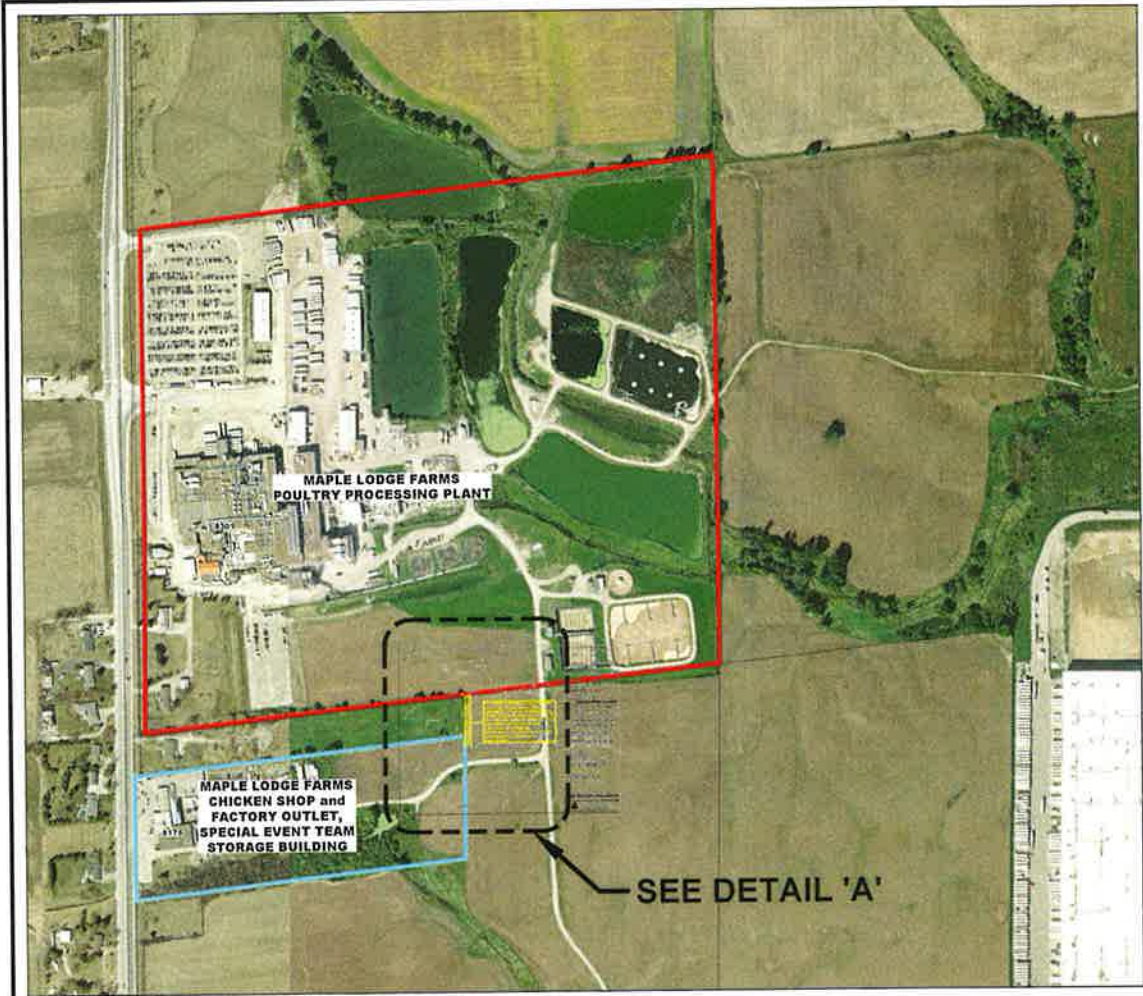 MAPLE LODGE FARMS
POULTRY PROCESSING PLANT
MAPLE LODGE FARMS
CHICKEN SHOP and
FACTORY OUTLET,
SPECIAL EVENT TEAM
STORAGE BUILDING
SEE DETAIL 'A'